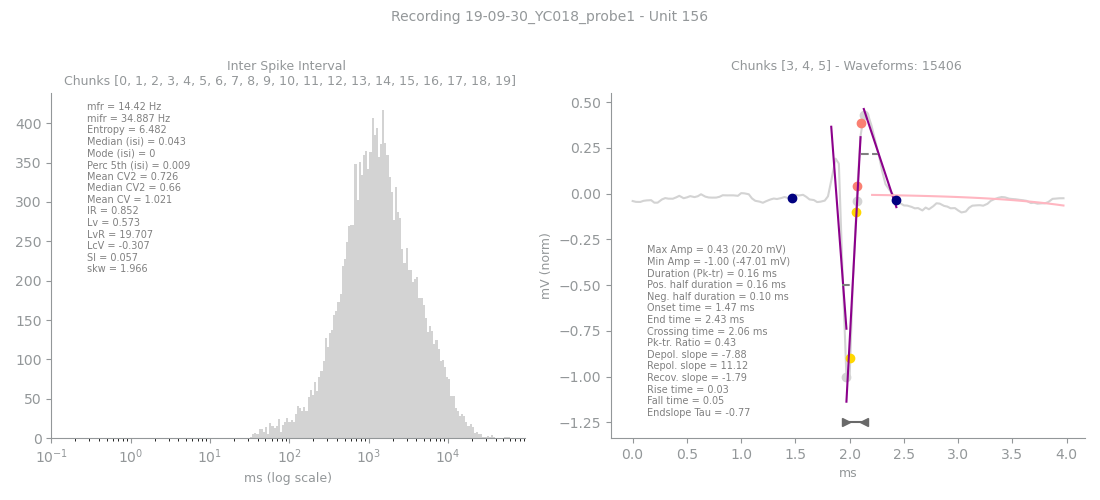 Recording 19-09-30_YC018_probe1 - Unit 156
Inter Spike Interval
Chunks [0, 1, 2, 3, 4, 5, 6, 7, 8, 9, 10, 11, 12, 13, 14, 15, 16, 17, 18, 19]
mfr = 14.42 Hz
mifr = 34.887 Hz
Entropy = 6.482
Median (isi) = 0.043
Mode (isi) = 0
Perc 5th (isi) = 0.009
Mean CV2 = 0.726
Median CV2 = 0.66
Mean CV = 1.021
IR = 0.852
Lv = 0.573
LvR = 19.707
LcV = -0.307
SI = 0.057
skw = 1.966
400
350
300
250
200
150
100
50
0
10⁻¹ 10⁰ 10¹ 10² 10³ 10⁴
ms (log scale)
Chunks [3, 4, 5] - Waveforms: 15406
0.50
0.25
0.00
−0.25
−0.50
−0.75
−1.00
−1.25
mV (norm)
Max Amp = 0.43 (20.20 mV)
Min Amp = -1.00 (-47.01 mV)
Duration (Pk-tr) = 0.16 ms
Pos. half duration = 0.16 ms
Neg. half duration = 0.10 ms
Onset time = 1.47 ms
End time = 2.43 ms
Crossing time = 2.06 ms
Pk-tr. Ratio = 0.43
Depol. slope = -7.88
Repol. slope = 11.12
Recov. slope = -1.79
Rise time = 0.03
Fall time = 0.05
Endslope Tau = -0.77
0.0 0.5 1.0 1.5 2.0 2.5 3.0 3.5 4.0
ms